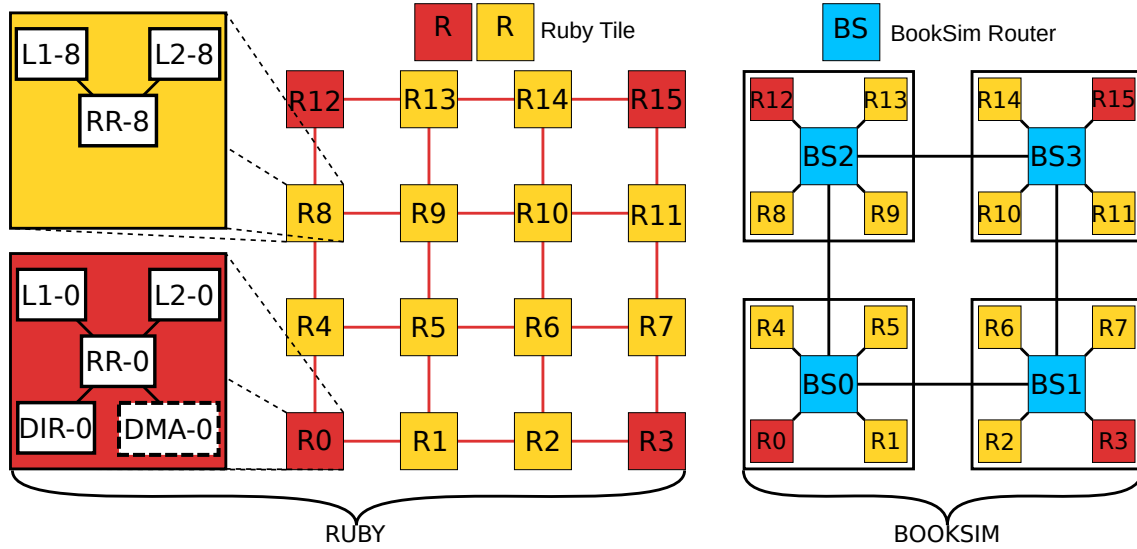 R R Ruby Tile
BS BookSim Router
L1-8 L2-8
RR-8
L1-0 L2-0
RR-0
DIR-0 DMA-0
R12 R13 R14 R15
R8 R9 R10 R11
R4 R5 R6 R7
R0 R1 R2 R3
RUBY
R12 R13
BS2
R8 R9
R14 R15
BS3
R10 R11
R4 R5
BS0
R0 R1
R6 R7
BS1
R2 R3
BOOKSIM